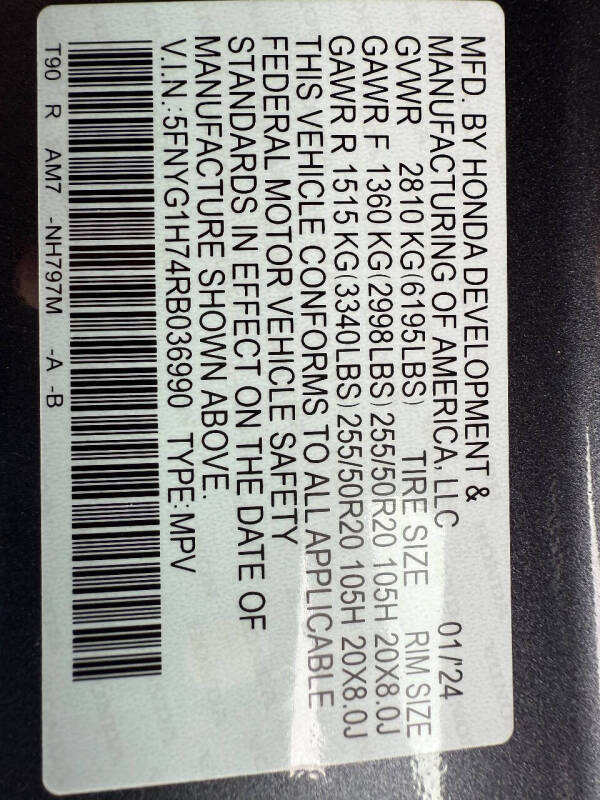 MFD. BY HONDA DEVELOPMENT &
MANUFACTURING OF AMERICA, LLC 01/'24
GVWR 2810 KG(6195LBS) TIRE SIZE RIM SIZE
GAWR F 1360 KG(2998LBS) 255/50R20 105H 20X8.0J
GAWR R 1515 KG(3340LBS) 255/50R20 105H 20X8.0J
THIS VEHICLE CONFORMS TO ALL APPLICABLE
FEDERAL MOTOR VEHICLE SAFETY
STANDARDS IN EFFECT ON THE DATE OF
MANUFACTURE SHOWN ABOVE.
V.I.N.:5FNYG1H74RB036990 TYPE:MPV
T90 R AM7 -NH797M -A -B